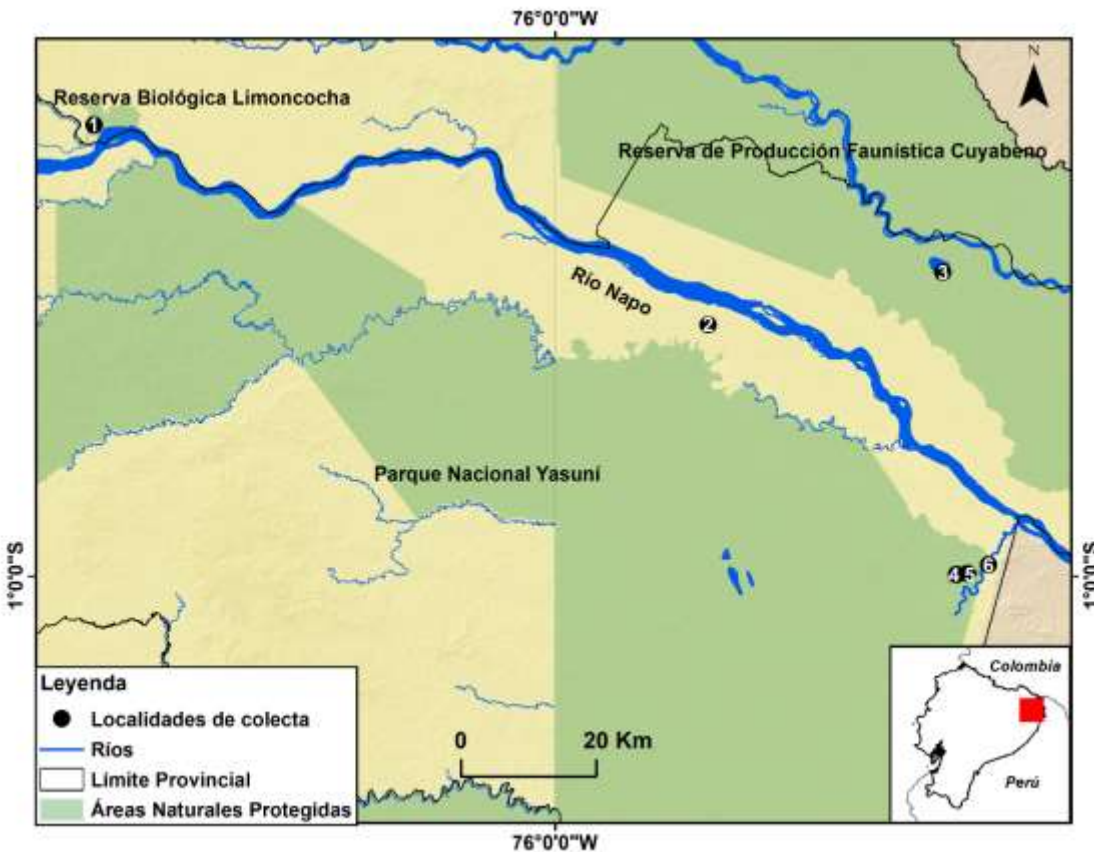 76°0'0"W
N
Reserva Biológica Limoncocha
1
Reserva de Producción Faunística Cuyabeno
3
Río Napo
2
Parque Nacional Yasuní
1°0'0"S
4 5 6
1°0'0"S
Leyenda
Localidades de colecta
Ríos
Límite Provincial
Áreas Naturales Protegidas
0 20 Km
Colombia
Perú
76°0'0"W